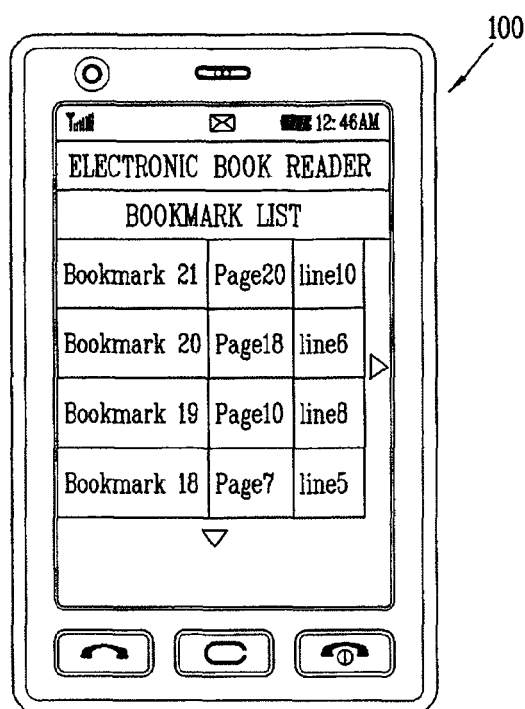 100
12:46AM
ELECTRONIC BOOK READER
BOOKMARK LIST
Bookmark 21 Page20 line10
Bookmark 20 Page18 line6
Bookmark 19 Page10 line8
Bookmark 18 Page7 line5